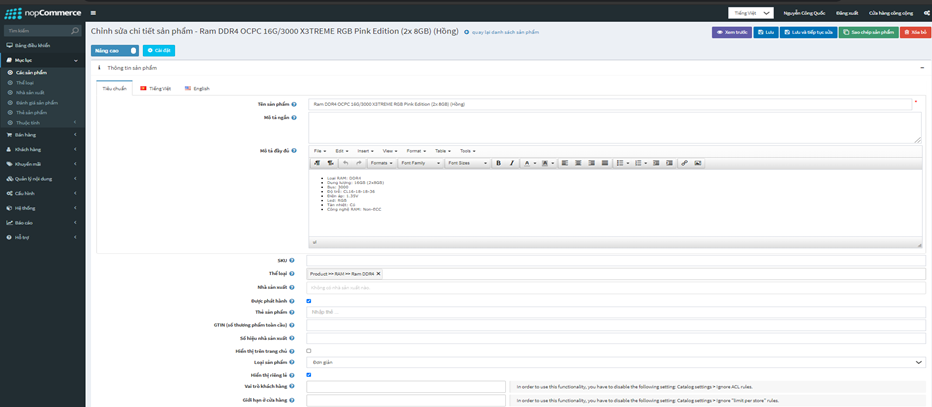 nopCommerce
Tiếng Việt
Nguyễn Công Quốc
Đăng xuất
Cửa hàng công cộng
Tìm kiếm
Chỉnh sửa chi tiết sản phẩm - Ram DDR4 OCPC 16G/3000 X3TREME RGB Pink Edition (2x 8GB) (Hồng)
quay lại danh sách sản phẩm
Xem trước
Lưu
Lưu và tiếp tục sửa
Sao chép sản phẩm
Xóa bỏ
Bảng điều khiển
Mục lục
Các sản phẩm
Thể loại
Nhà sản xuất
Đánh giá sản phẩm
Thẻ sản phẩm
Thuộc tính
Bán hàng
Khách hàng
Khuyến mãi
Quản lý nội dung
Cấu hình
Hệ thống
Báo cáo
Hỗ trợ
Nâng cao
Cài đặt
Thông tin sản phẩm
Tiêu chuẩn
Tiếng Việt
English
Tên sản phẩm
Ram DDR4 OCPC 16G/3000 X3TREME RGB Pink Edition (2x 8GB) (Hồng)
*
Mô tả ngắn
Mô tả đầy đủ
File Edit Insert View Format Table Tools
Formats Font Family Font Sizes B I A A
Loại RAM: DDR4
Dung lượng: 16GB (2x8GB)
Bus: 3000
Độ trễ: CL16-18-18-38
Điện áp: 1.35V
Led: RGB
Tản nhiệt: Có
Công nghệ RAM: Non-ECC
ul
SKU
Thể loại
Product >> RAM >> Ram DDR4
Nhà sản xuất
Không có nhà sản xuất nào
Được phát hành
Thẻ sản phẩm
Nhập thẻ ...
GTIN (số thương phẩm toàn cầu)
Số hiệu nhà sản xuất
Hiển thị trên trang chủ
Loại sản phẩm
Đơn giản
Hiển thị riêng lẻ
Vai trò khách hàng
In order to use this functionality, you have to disable the following setting: Catalog settings > Ignore ACL rules.
Giới hạn ở cửa hàng
In order to use this functionality, you have to disable the following setting: Catalog settings > Ignore "limit per store" rules.